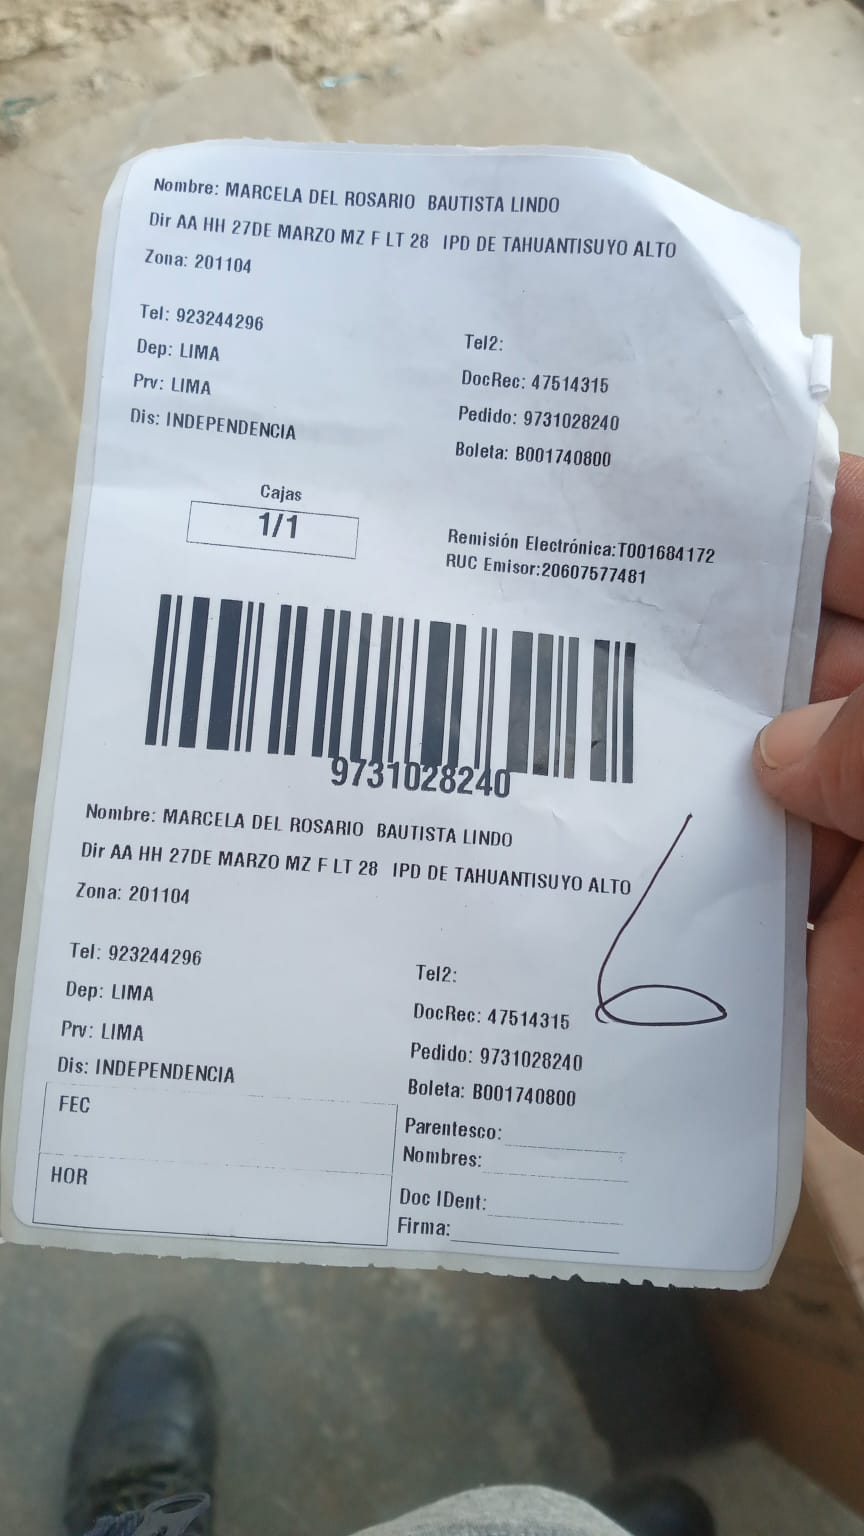 Nombre: MARCELA DEL ROSARIO BAUTISTA LINDO
Dir AA HH 27DE MARZO MZ F LT 28 IPD DE TAHUANTISUYO ALTO
Zona: 201104
Tel: 923244296
Tel2:
Dep: LIMA
DocRec: 47514315
Prv: LIMA
Pedido: 9731028240
Dis: INDEPENDENCIA
Boleta: B001740800
Cajas
1/1
Remisión Electrónica:T001684172
RUC Emisor:20607577481
9731028240
Nombre: MARCELA DEL ROSARIO BAUTISTA LINDO
Dir AA HH 27DE MARZO MZ F LT 28 IPD DE TAHUANTISUYO ALTO
Zona: 201104
Tel: 923244296
Tel2:
Dep: LIMA
DocRec: 47514315
Prv: LIMA
Pedido: 9731028240
Dis: INDEPENDENCIA
Boleta: B001740800
FEC
Parentesco:
Nombres:
HOR
Doc IDent:
Firma:
6